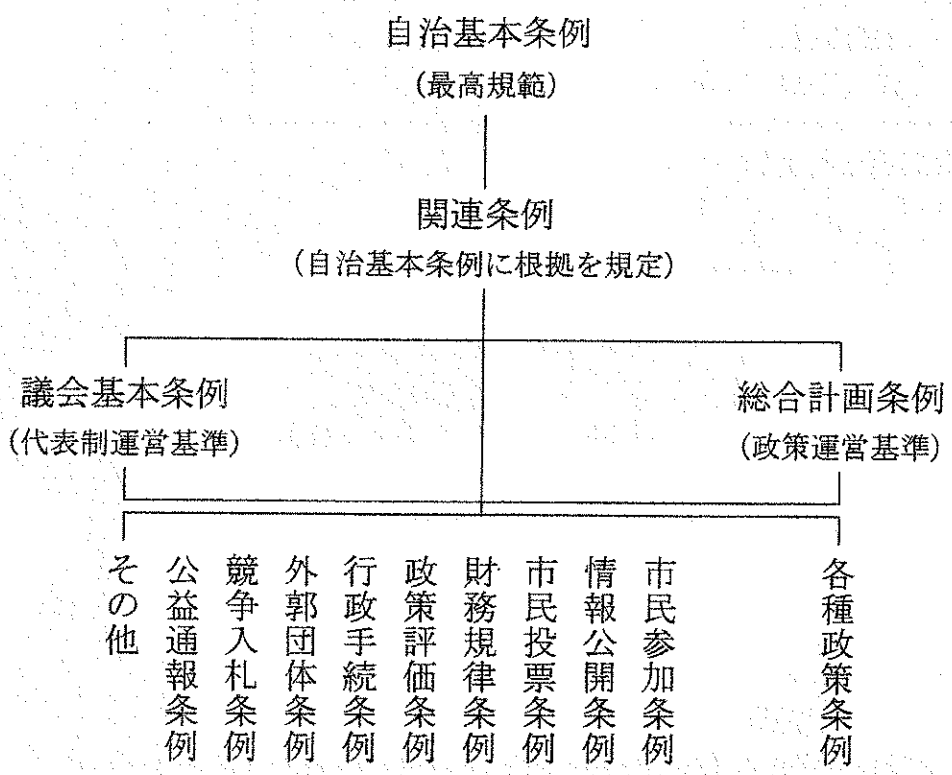 自治基本条例
(最高規範)
関連条例
(自治基本条例に根拠を規定)
議会基本条例
(代表制運営基準)
総合計画条例
(政策運営基準)
各種政策条例
市民参加条例
情報公開条例
市民投票条例
財務規律条例
政策評価条例
行政手続条例
外郭団体条例
競争入札条例
公益通報条例
その他